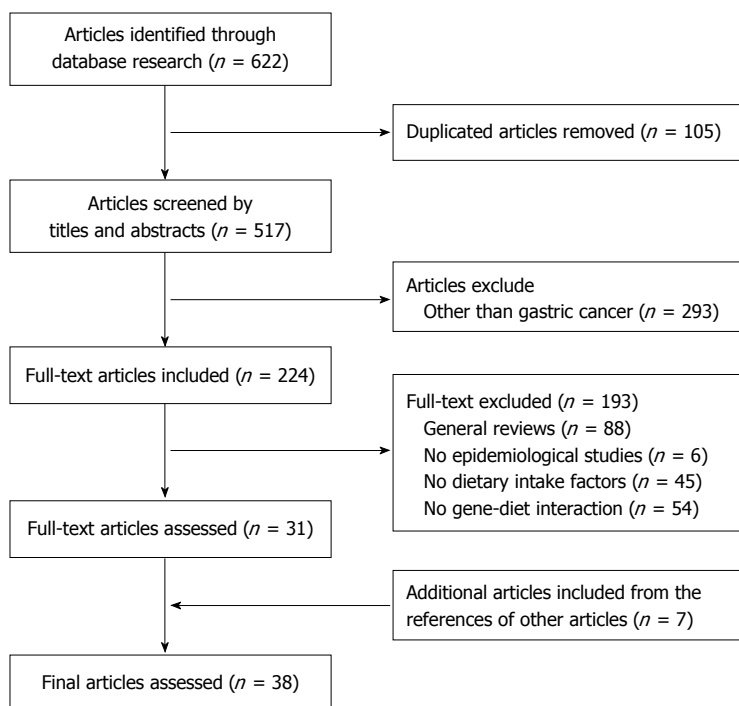 Articles identified through
database research (n = 622)
Duplicated articles removed (n = 105)
Articles screened by
titles and abstracts (n = 517)
Articles exclude
Other than gastric cancer (n = 293)
Full-text articles included (n = 224)
Full-text excluded (n = 193)
General reviews (n = 88)
No epidemiological studies (n = 6)
No dietary intake factors (n = 45)
No gene-diet interaction (n = 54)
Full-text articles assessed (n = 31)
Additional articles included from the
references of other articles (n = 7)
Final articles assessed (n = 38)